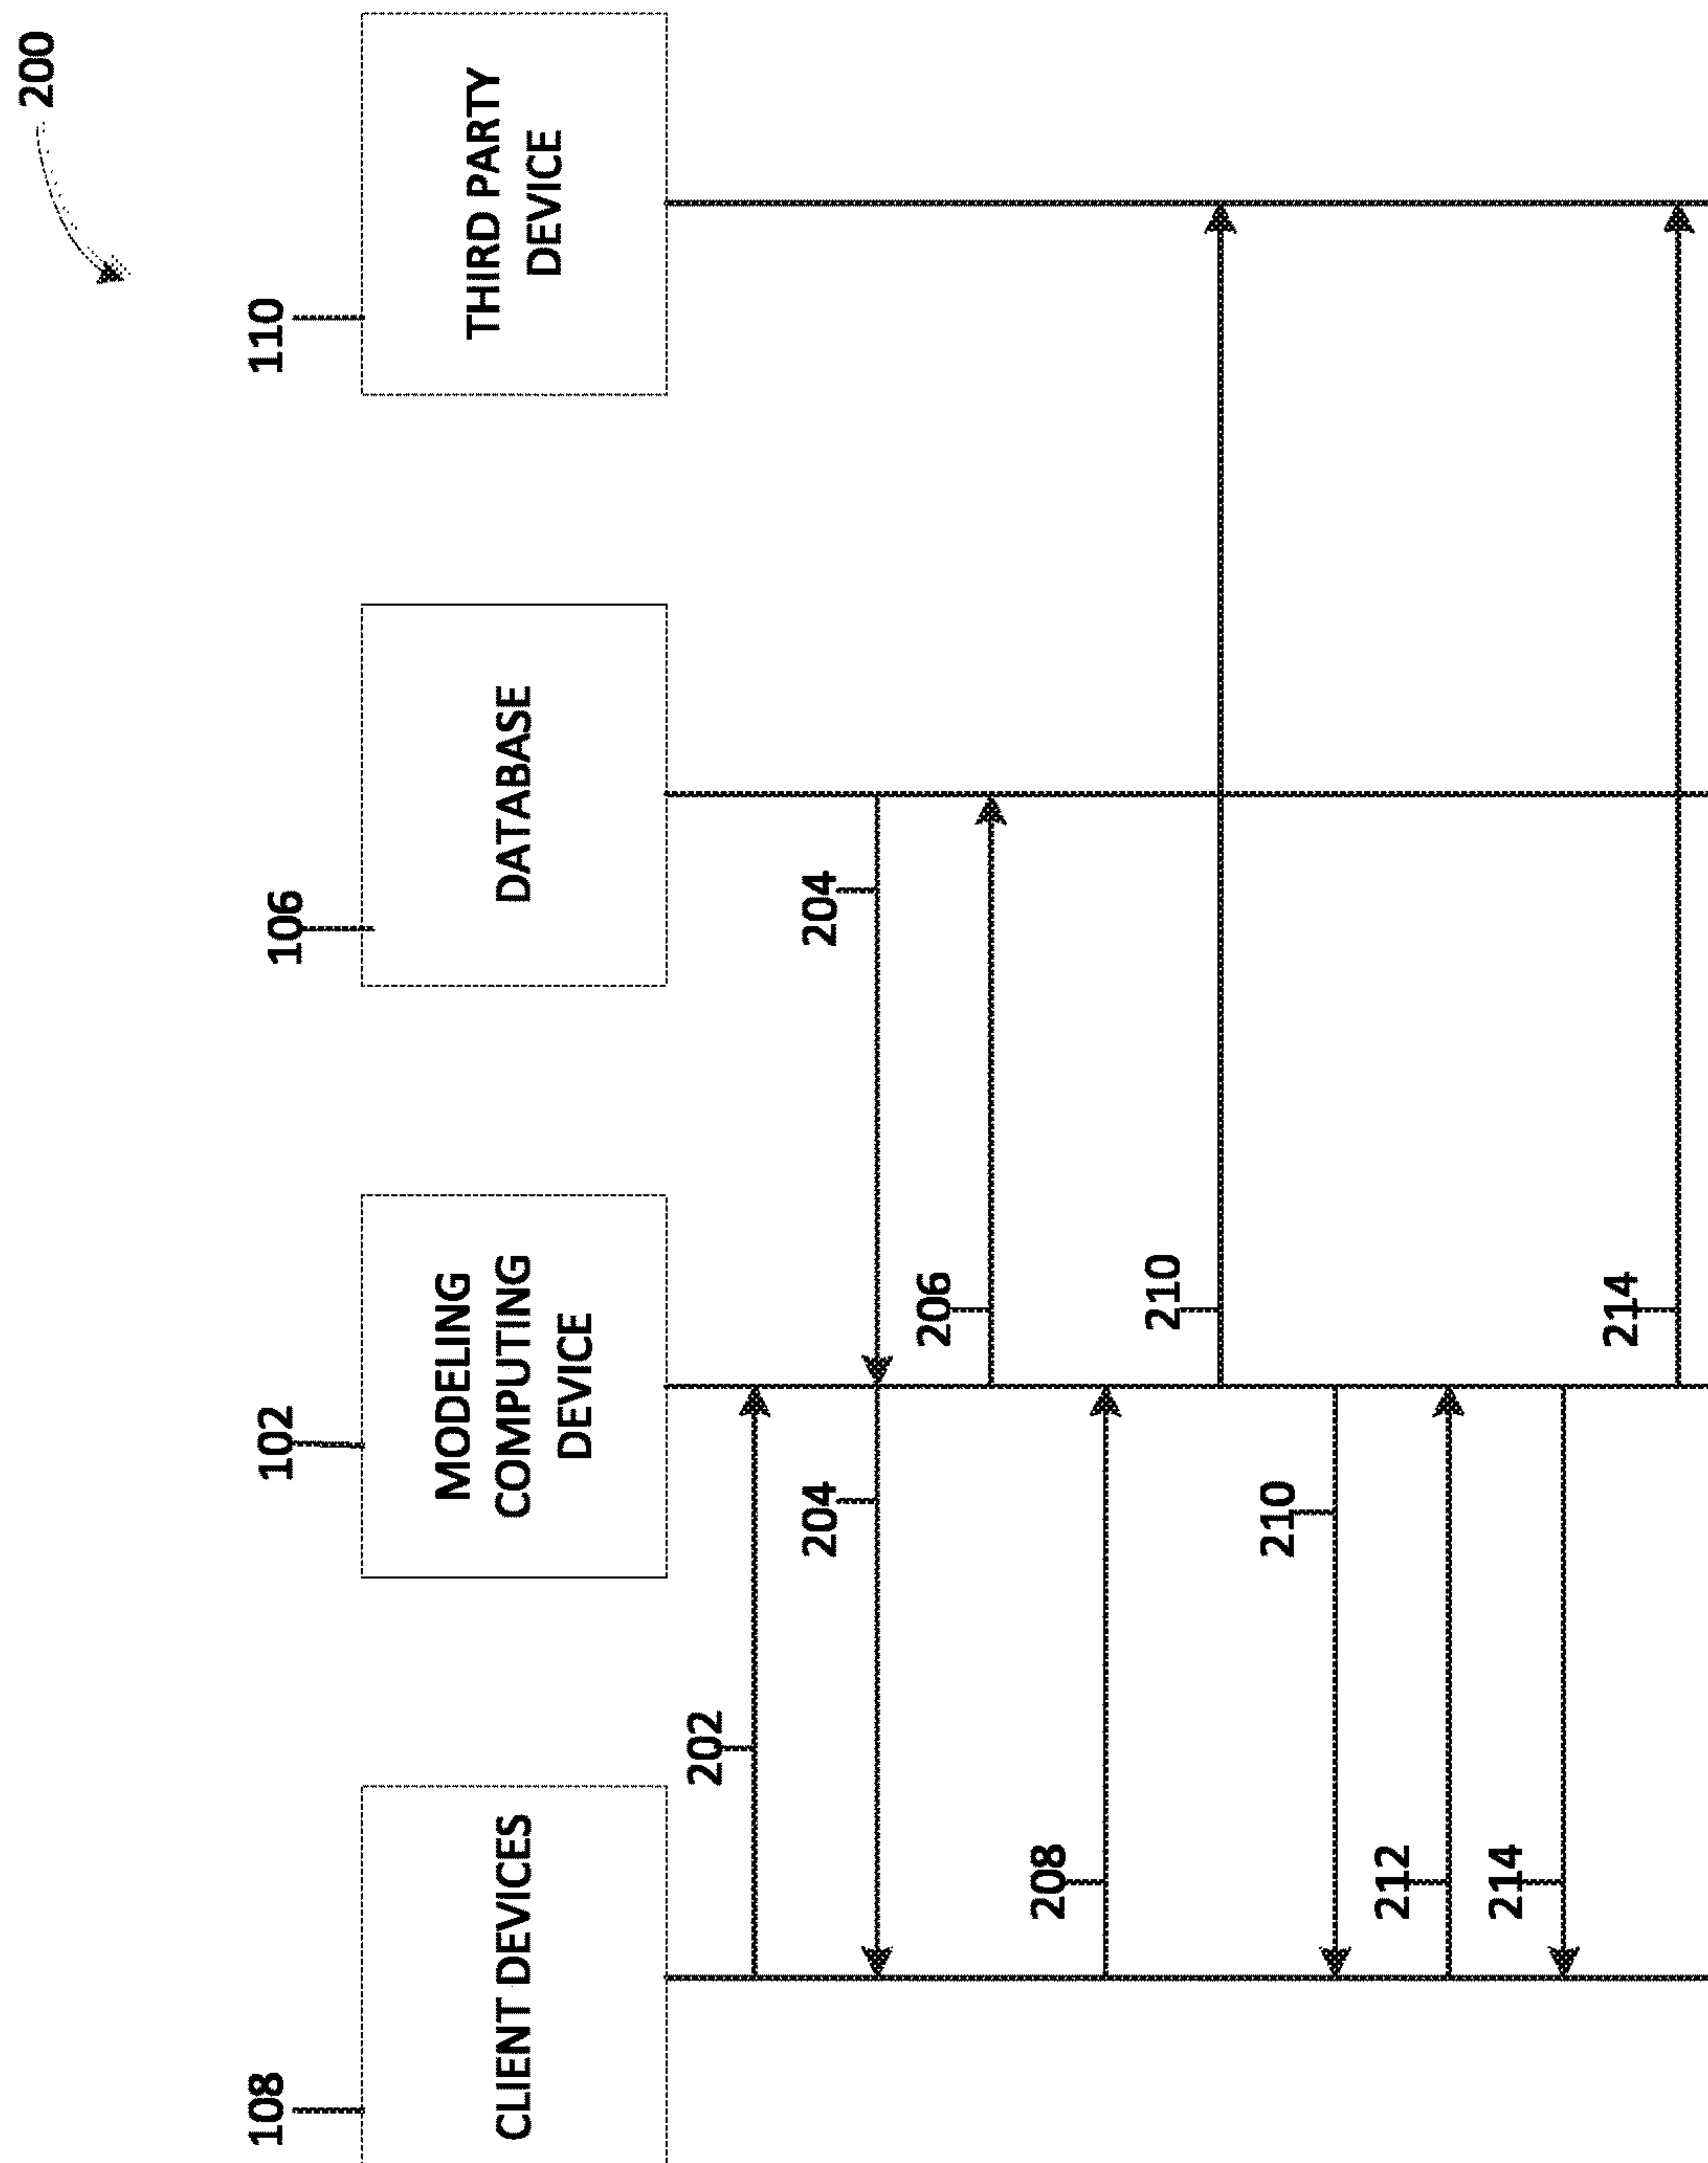 200
108
102
106
110
CLIENT DEVICES
MODELING
COMPUTING
DEVICE
DATABASE
THIRD PARTY
DEVICE
202
204
204
206
208
210
210
212
214
214